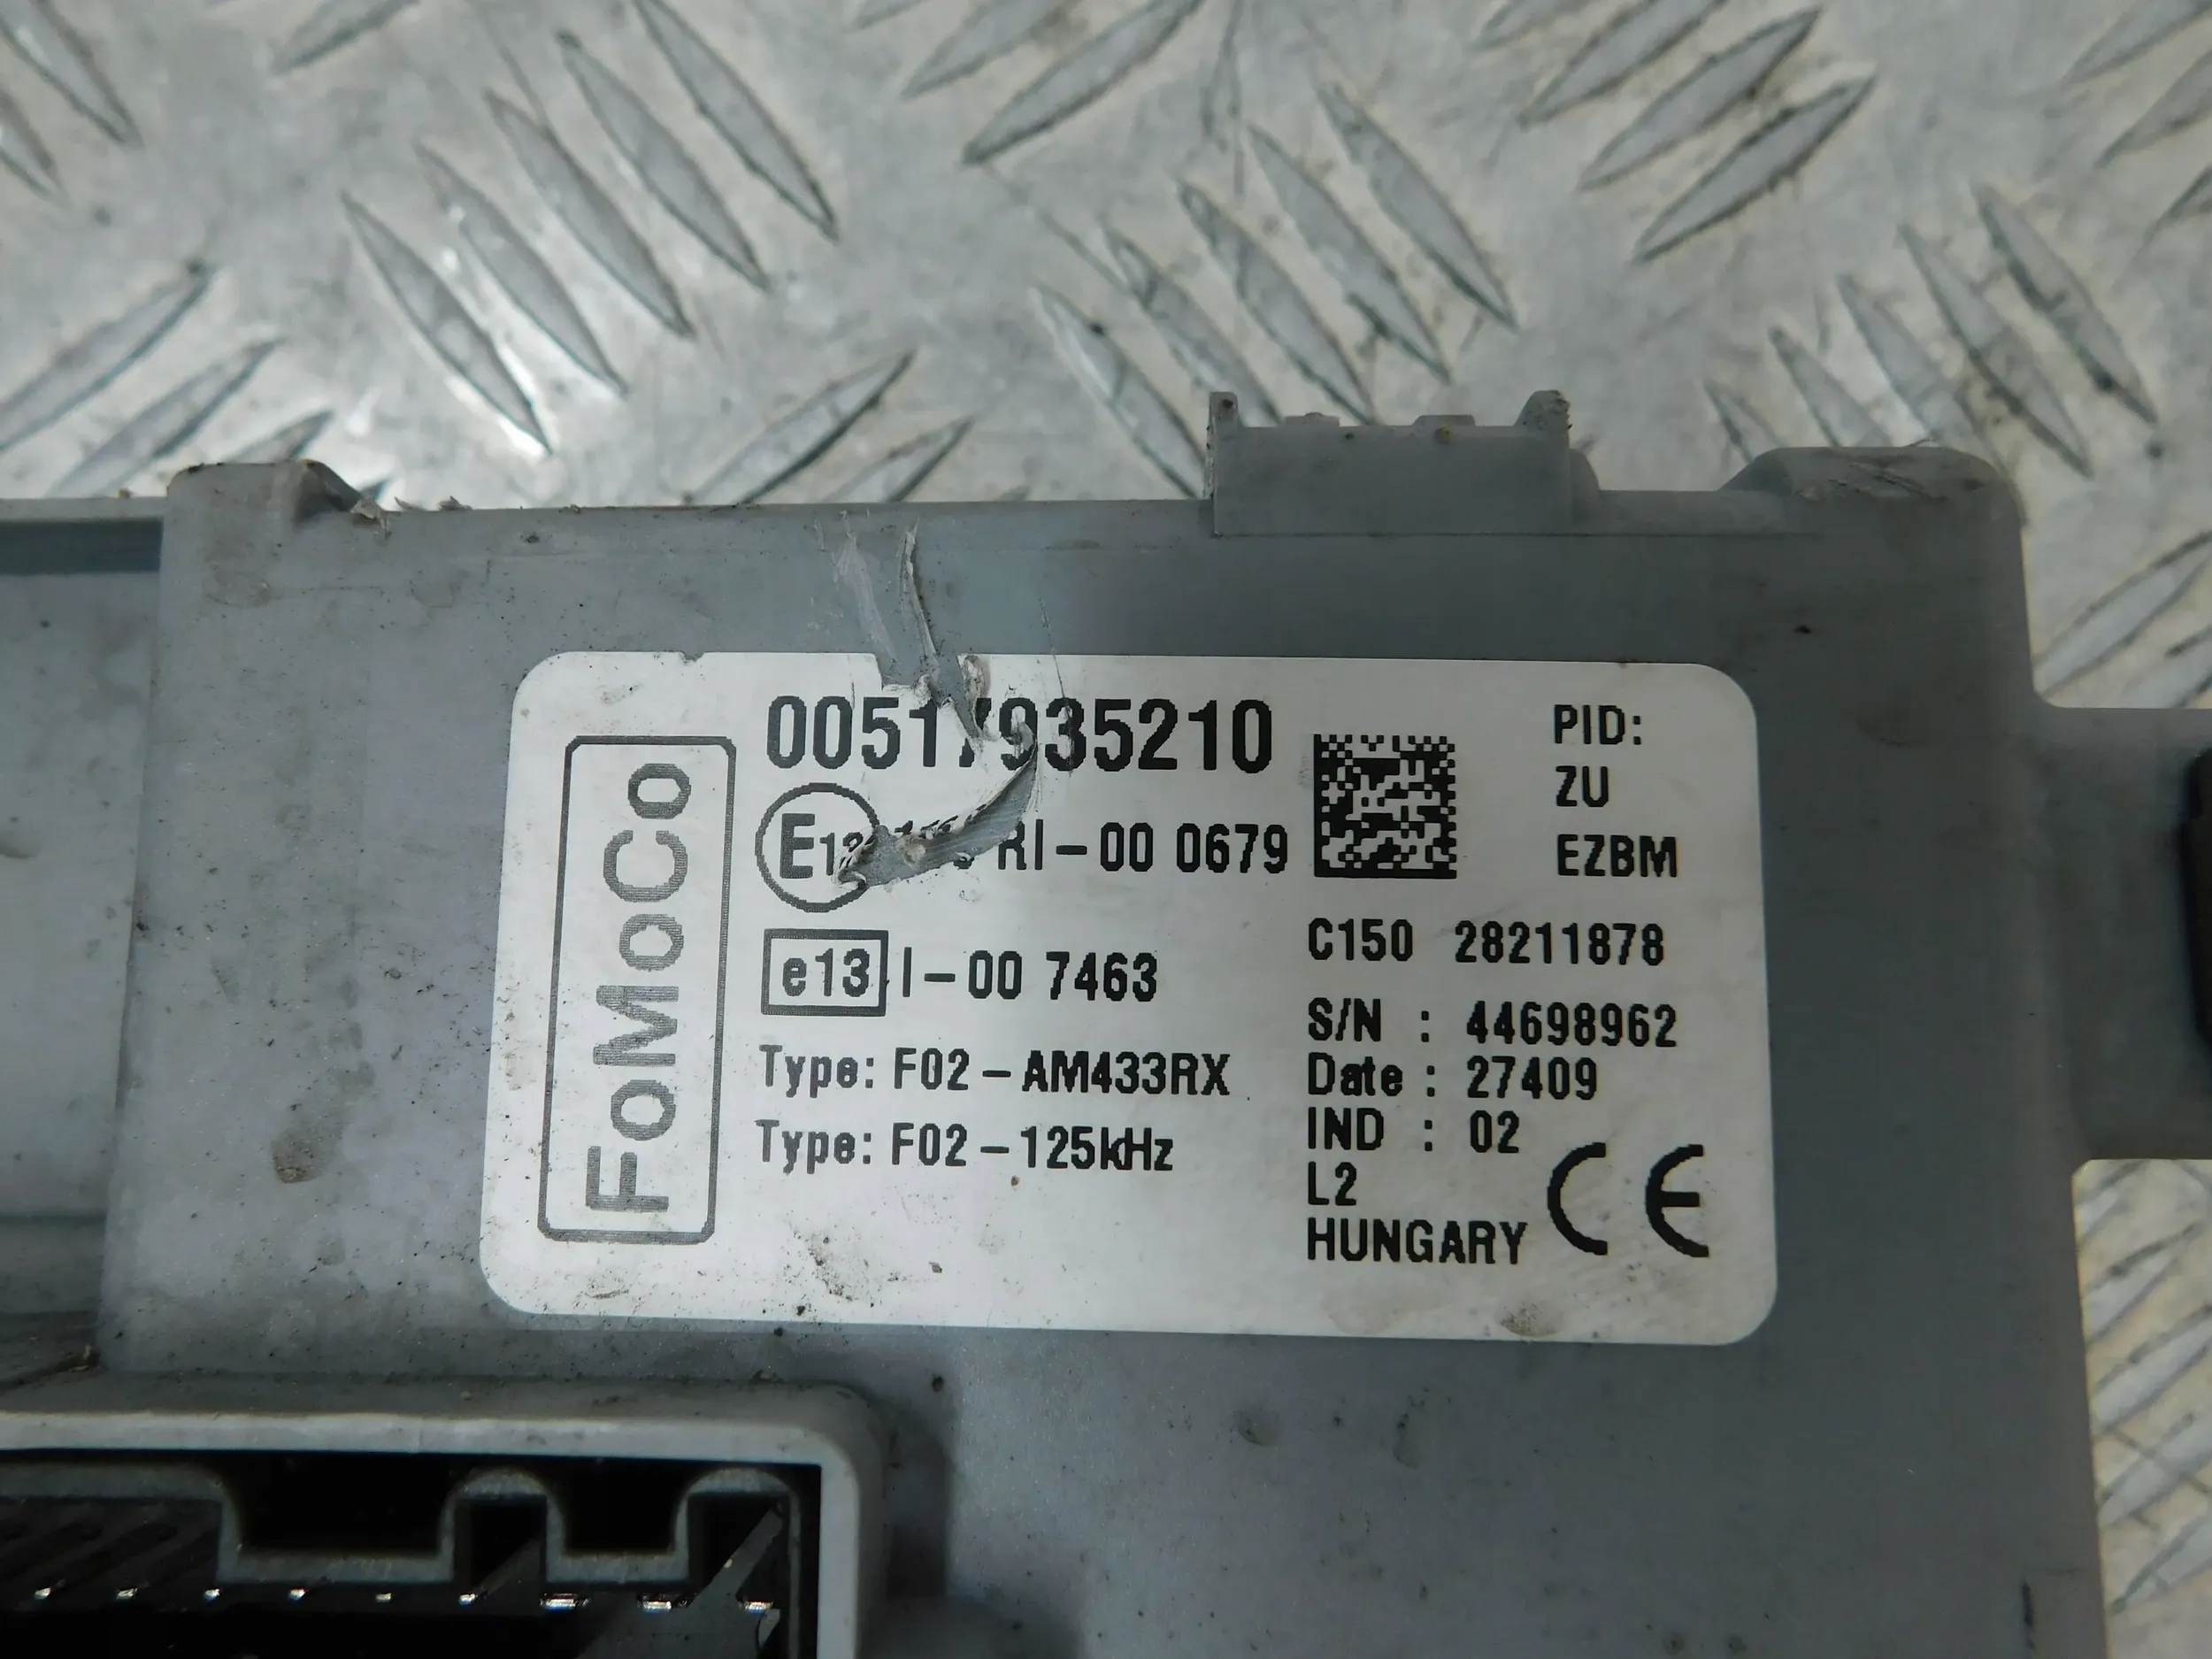 FoMoCo
00517935210
E13 RI-00 0679
e13 I-00 7463
Type: F02-AM433RX
Type: F02-125kHz
PID:
ZU
EZBM
C150 28211878
S/N : 44698962
Date : 27409
IND : 02
L2
HUNGARY
CE